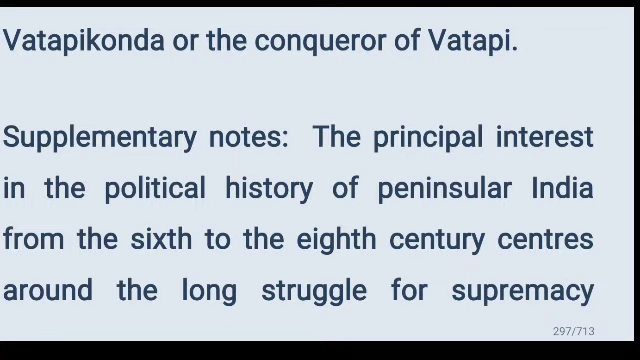 Vatapikonda or the conqueror of Vatapi.
Supplementary notes: The principal interest
in the political history of peninsular India
from the sixth to the eighth century centres
around the long struggle for supremacy
297/713